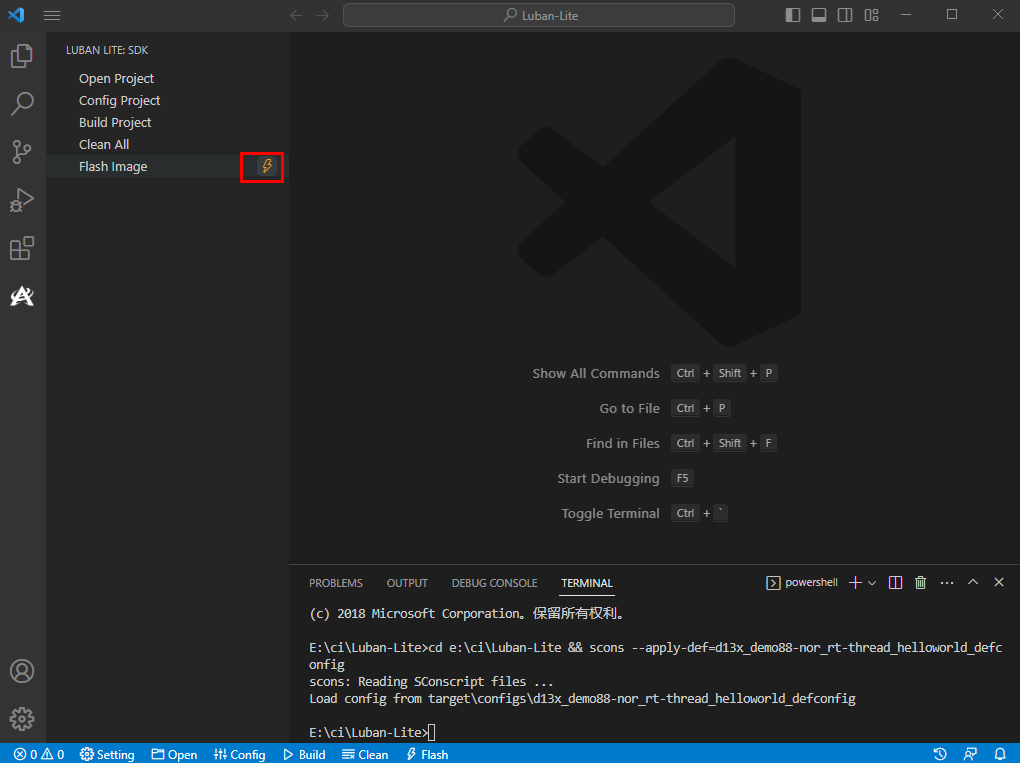 Luban-Lite
LUBAN LITE: SDK
Open Project
Config Project
Build Project
Clean All
Flash Image
Show All Commands Ctrl + Shift + P
Go to File Ctrl + P
Find in Files Ctrl + Shift + F
Start Debugging F5
Toggle Terminal Ctrl + `
PROBLEMS OUTPUT DEBUG CONSOLE TERMINAL powershell
(c) 2018 Microsoft Corporation。保留所有权利。
E:\ci\Luban-Lite>cd e:\ci\Luban-Lite && scons --apply-def=d13x_demo88-nor_rt-thread_helloworld_defc
onfig
scons: Reading SConscript files ...
Load config from target\configs\d13x_demo88-nor_rt-thread_helloworld_defconfig
E:\ci\Luban-Lite>
0 0 Setting Open Config Build Clean Flash